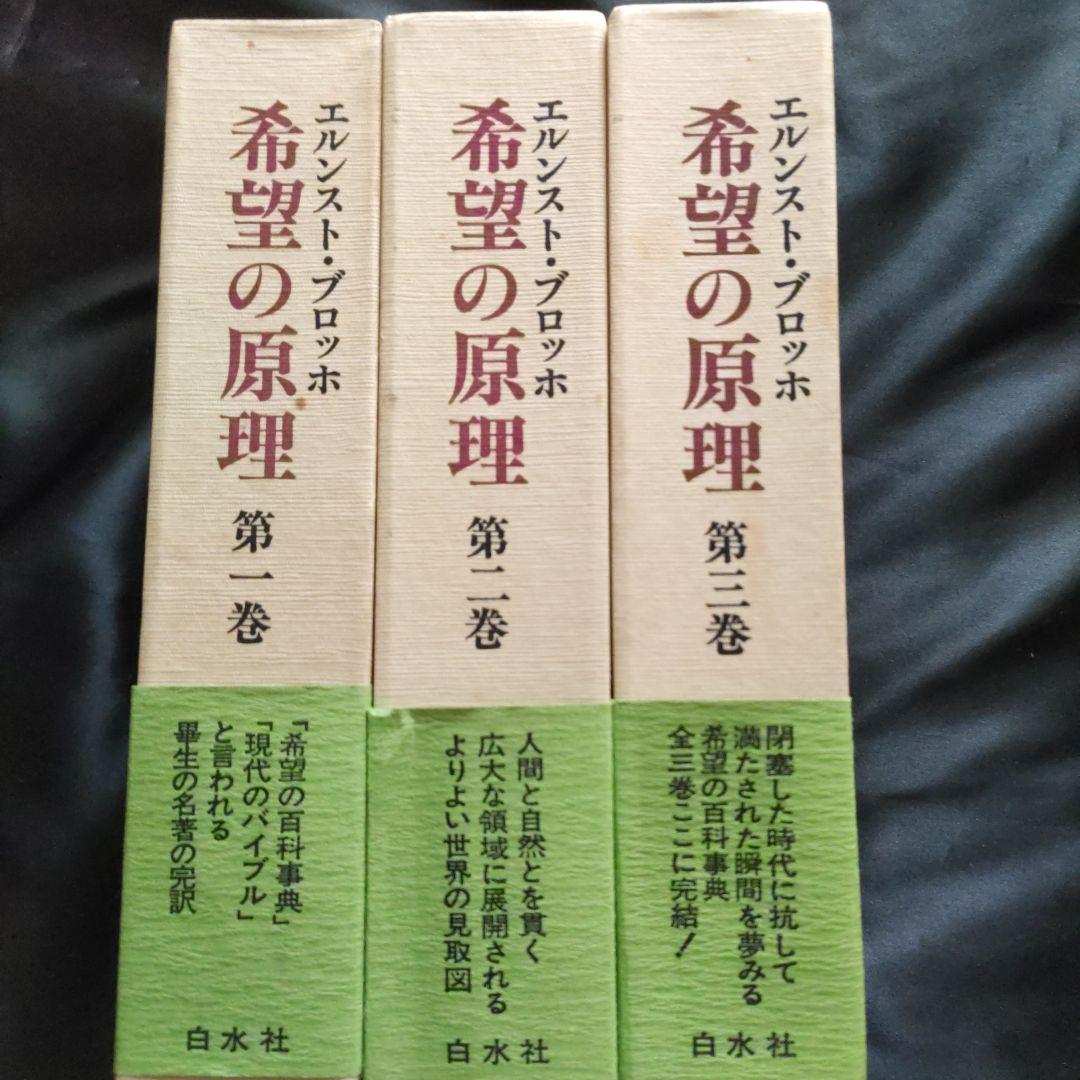 エルンスト・ブロッホ
希望の原理
第一巻
「希望の百科事典」
「現代のバイブル」
と言われる
畢生の名著の完訳
白水社
エルンスト・ブロッホ
希望の原理
第二巻
人間と自然とを貫く
広大な領域に展開される
よりよい世界の見取図
白水社
エルンスト・ブロッホ
希望の原理
第三巻
閉塞した時代に抗して
満たされた瞬間を夢みる
希望の百科事典
全三巻ここに完結!
白水社